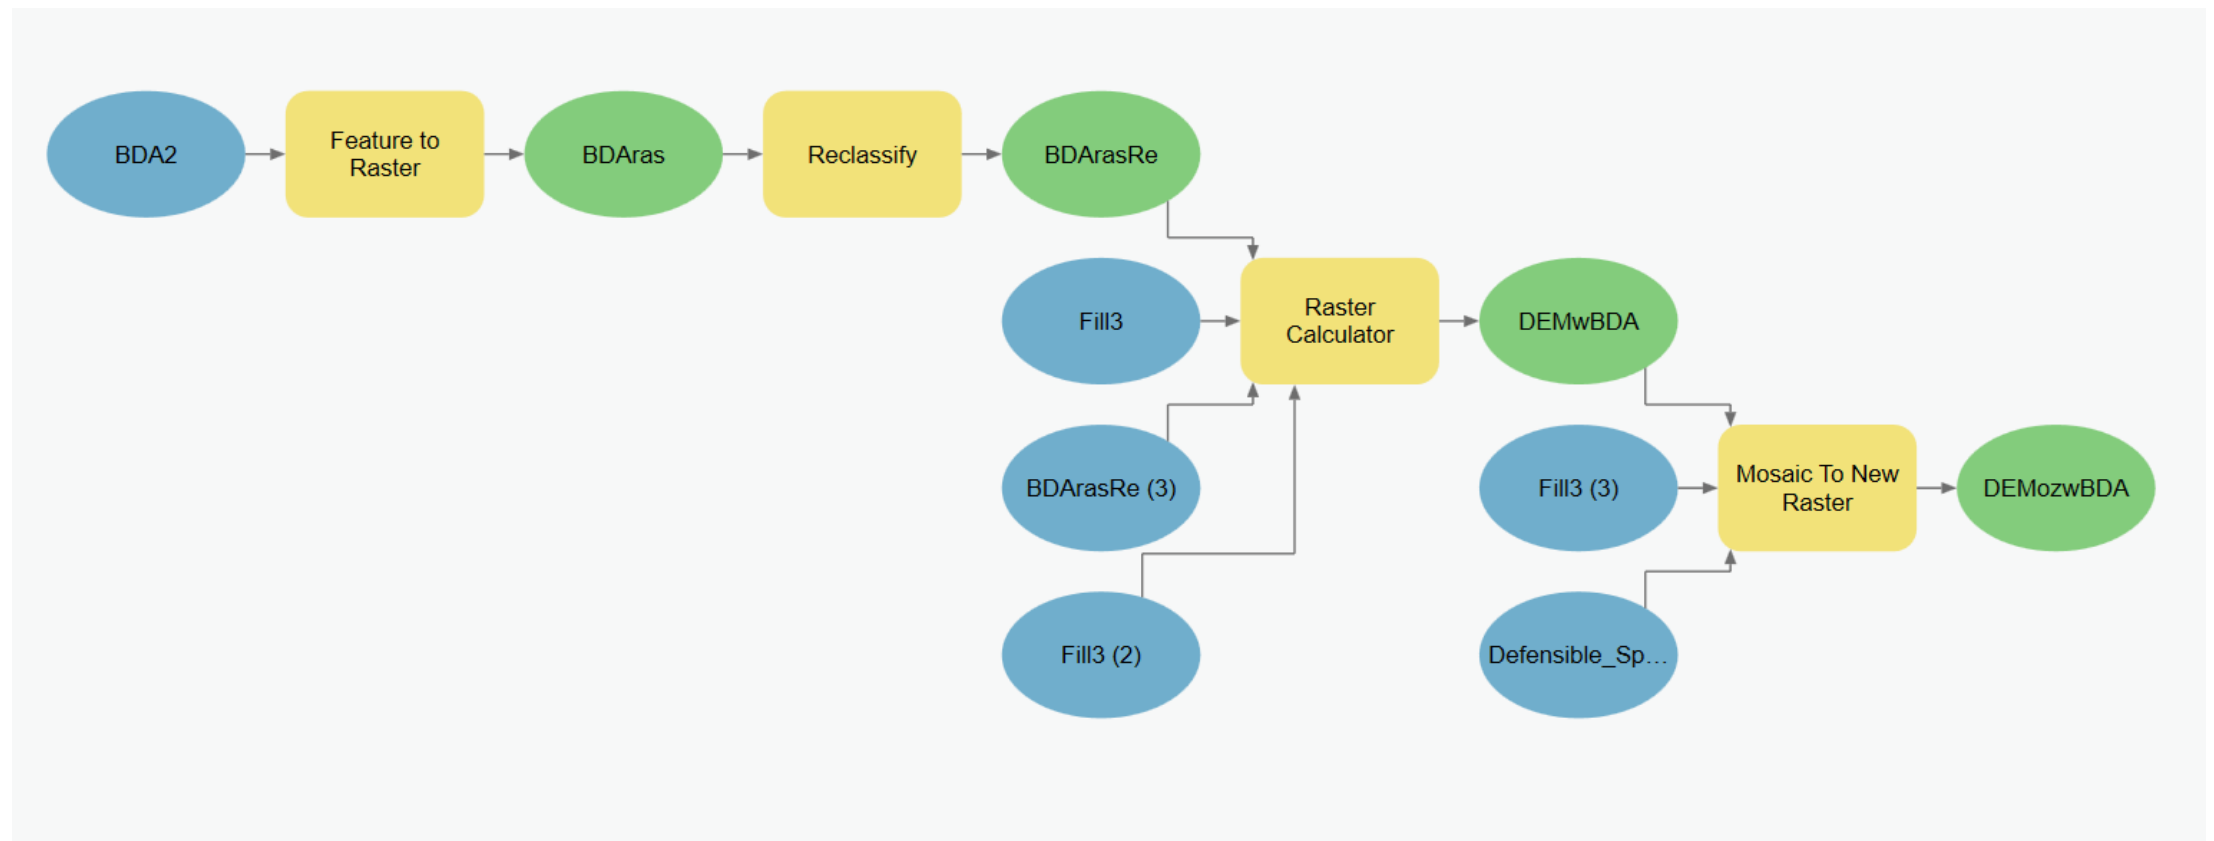 BDA2
Feature to
Raster
BDAras
Reclassify
BDArasRe
Fill3
Raster
Calculator
DEMwBDA
BDArasRe (3)
Fill3 (3)
Mosaic To New
Raster
DEMozwBDA
Fill3 (2)
Defensible_Sp...